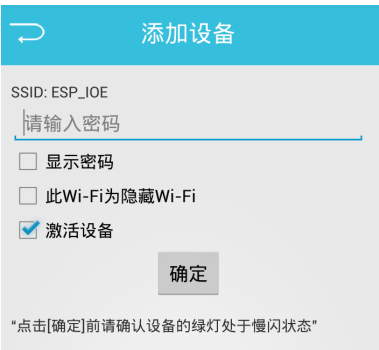 添加设备
SSID: ESP_IOE
请输入密码
显示密码
此Wi-Fi为隐藏Wi-Fi
激活设备
确定
“点击[确定]前请确认设备的绿灯处于慢闪状态”